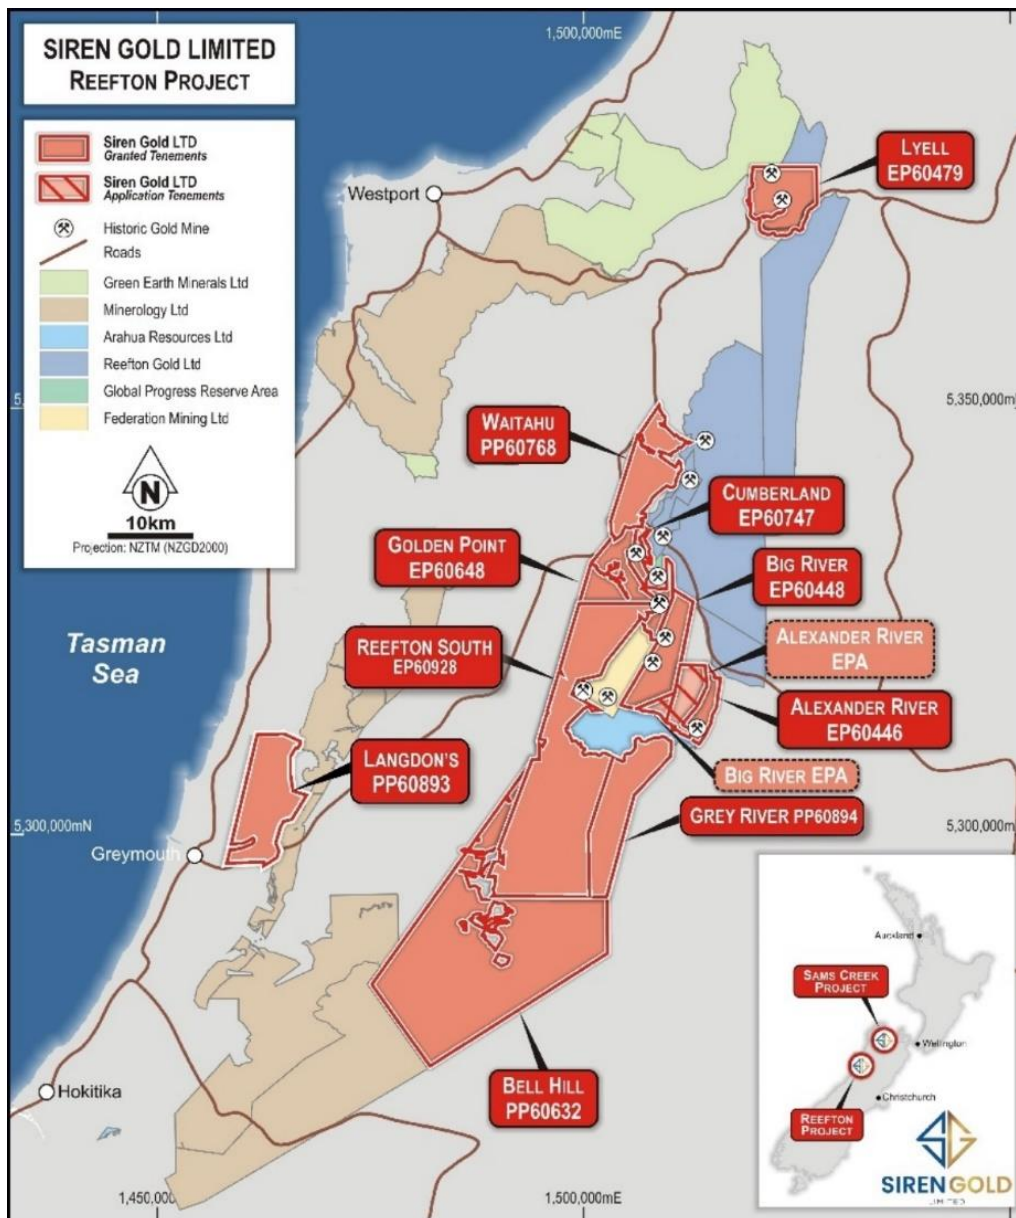 SIREN GOLD LIMITED
REEFTON PROJECT
Siren Gold LTD
Granted Tenements
Siren Gold LTD
Application Tenements
Historic Gold Mine
Roads
Green Earth Minerals Ltd
Minerology Ltd
Arahua Resources Ltd
Reefton Gold Ltd
Global Progress Reserve Area
Federation Mining Ltd
N
10km
Projection: NZTM (NZGD2000)
1,500,000mE
Westport
LYELL
EP60479
5,350,000m
WAITAHU
PP60768
CUMBERLAND
EP60747
GOLDEN POINT
EP60648
BIG RIVER
EP60448
Tasman
Sea
REEFTON SOUTH
EP60928
ALEXANDER RIVER
EPA
ALEXANDER RIVER
EP60446
LANGDON'S
PP60893
BIG RIVER EPA
GREY RIVER PP60894
5,300,000mN
5,300,000m
Greymouth
Hokitika
BELL HILL
PP60632
Auckland
SAMS CREEK
PROJECT
Wellington
Christchurch
REEFTON
PROJECT
SIREN GOLD
LIMITED
1,450,000
1,500,000mE